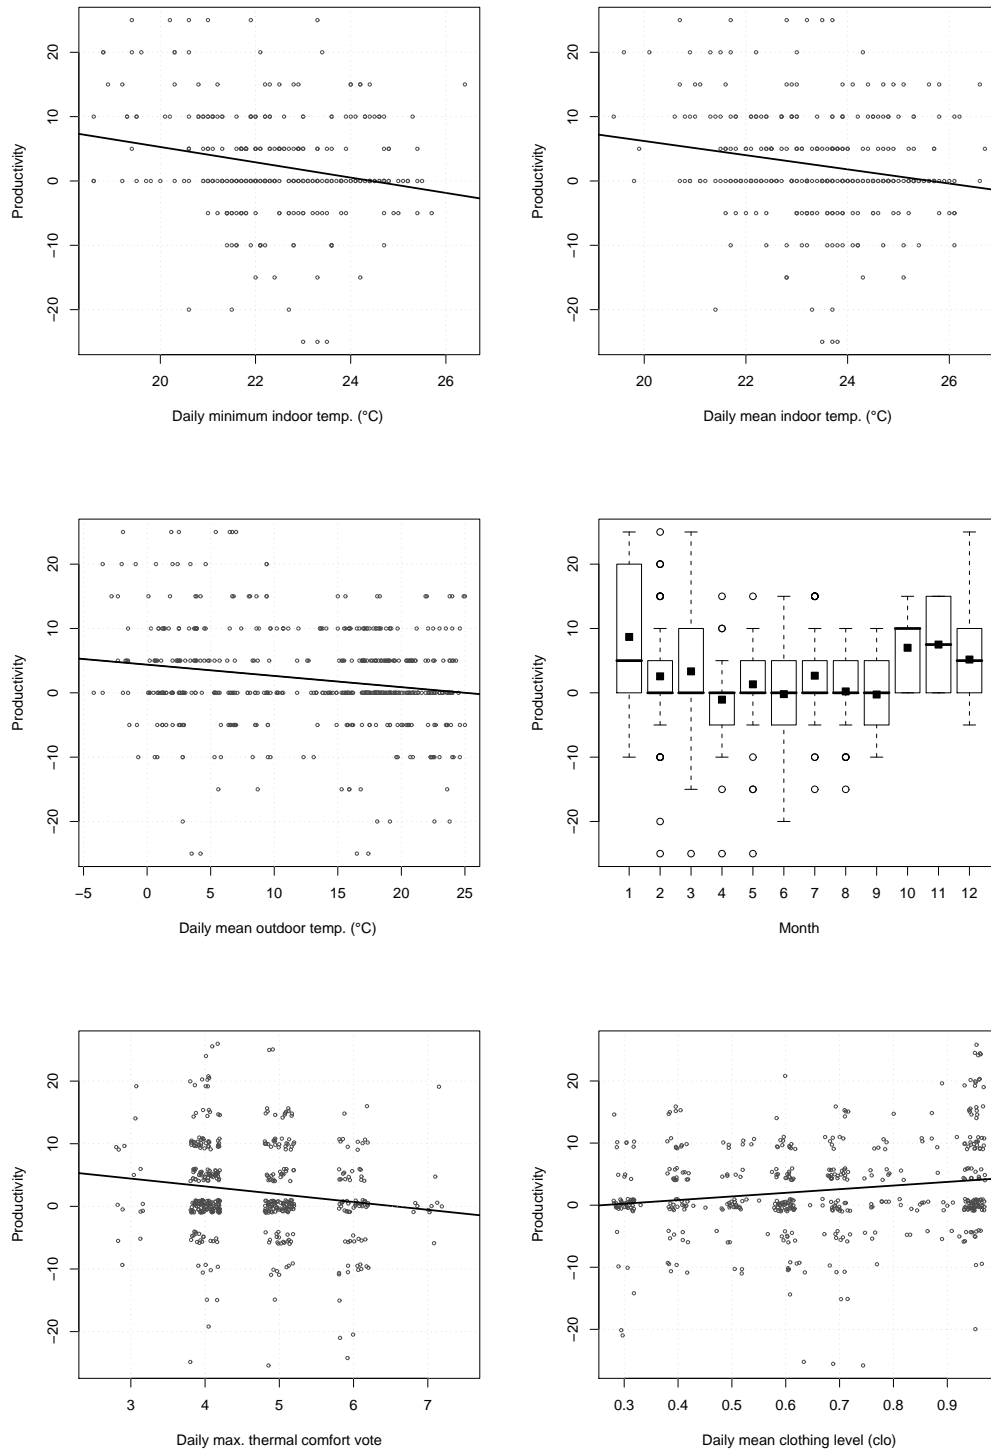 Productivity
20
10
0
−10
−20
20 22 24 26
Daily minimum indoor temp. (°C)
Productivity
20
10
0
−10
−20
20 22 24 26
Daily mean indoor temp. (°C)
Productivity
20
10
0
−10
−20
−5 0 5 10 15 20 25
Daily mean outdoor temp. (°C)
Productivity
20
10
0
−10
−20
1 2 3 4 5 6 7 8 9 10 11 12
Month
Productivity
20
10
0
−10
−20
3 4 5 6 7
Daily max. thermal comfort vote
Productivity
20
10
0
−10
−20
0.3 0.4 0.5 0.6 0.7 0.8 0.9
Daily mean clothing level (clo)